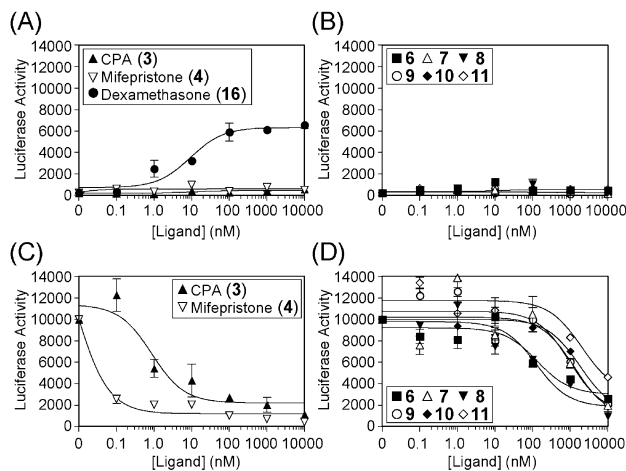 (A)
14000
12000
10000
8000
6000
4000
2000
0
Luciferase Activity
▲ CPA (3)
▽ Mifepristone (4)
● Dexamethasone (16)
0 0.1 1.0 10 100 1000 10000
[Ligand] (nM)
(B)
14000
12000
10000
8000
6000
4000
2000
0
Luciferase Activity
■ 6 △ 7 ▼ 8
○ 9 ◆ 10 ◇ 11
0 0.1 1.0 10 100 1000 10000
[Ligand] (nM)
(C)
14000
12000
10000
8000
6000
4000
2000
0
Luciferase Activity
▲ CPA (3)
▽ Mifepristone (4)
0 0.1 1.0 10 100 1000 10000
[Ligand] (nM)
(D)
14000
12000
10000
8000
6000
4000
2000
0
Luciferase Activity
■ 6 △ 7 ▼ 8
○ 9 ◆ 10 ◇ 11
0 0.1 1.0 10 100 1000 10000
[Ligand] (nM)